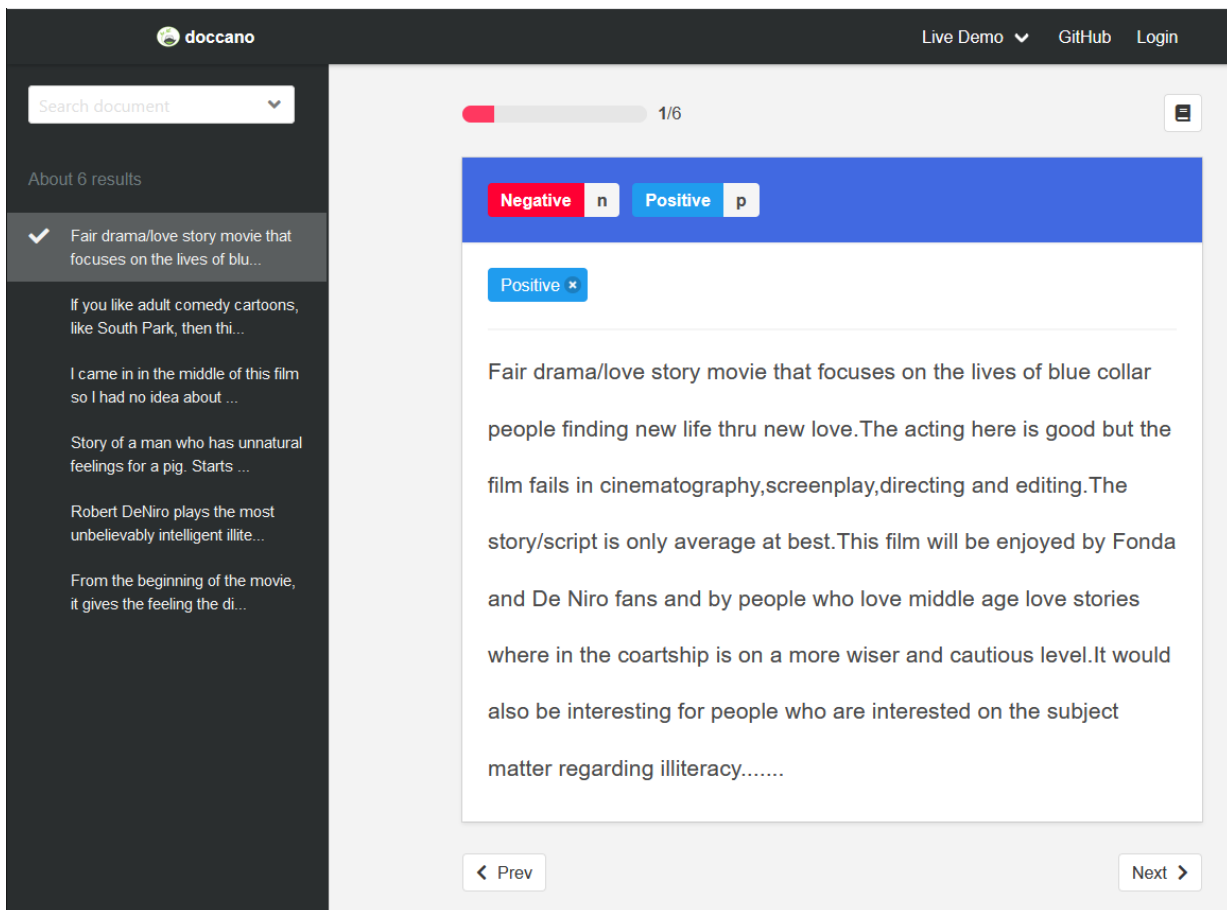 doccano
Live Demo
GitHub
Login
Search document
About 6 results
Fair drama/love story movie that
focuses on the lives of blu...
If you like adult comedy cartoons,
like South Park, then thi...
I came in in the middle of this film
so I had no idea about ...
Story of a man who has unnatural
feelings for a pig. Starts ...
Robert DeNiro plays the most
unbelievably intelligent illite...
From the beginning of the movie,
it gives the feeling the di...
1/6
Negative n Positive p
Positive
Fair drama/love story movie that focuses on the lives of blue collar
people finding new life thru new love.The acting here is good but the
film fails in cinematography,screenplay,directing and editing.The
story/script is only average at best.This film will be enjoyed by Fonda
and De Niro fans and by people who love middle age love stories
where in the coartship is on a more wiser and cautious level.It would
also be interesting for people who are interested on the subject
matter regarding illiteracy.......
Prev
Next